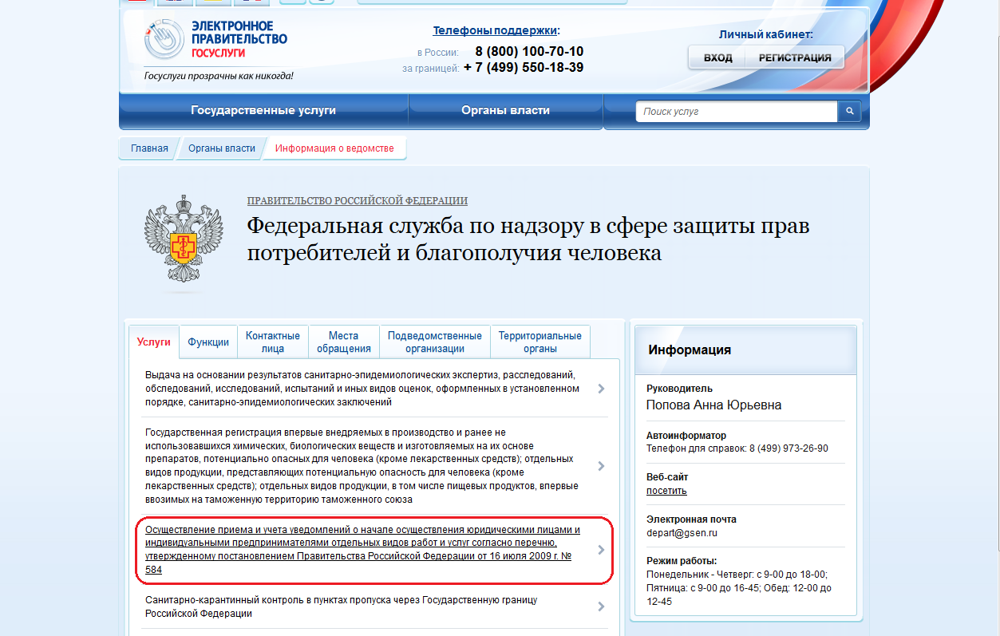 ЭЛЕКТРОННОЕ
ПРАВИТЕЛЬСТВО
ГОСУСЛУГИ
Госуслуги прозрачны как никогда!
Телефоны поддержки:
в России: 8 (800) 100-70-10
за границей: + 7 (499) 550-18-39
Личный кабинет:
ВХОД РЕГИСТРАЦИЯ
Государственные услуги Органы власти Поиск услуг
Главная Органы власти Информация о ведомстве
ПРАВИТЕЛЬСТВО РОССИЙСКОЙ ФЕДЕРАЦИИ
Федеральная служба по надзору в сфере защиты прав
потребителей и благополучия человека
Услуги
Функции
Контактные
лица
Места
обращения
Подведомственные
организации
Территориальные
органы
Выдача на основании результатов санитарно-эпидемиологических экспертиз, расследований,
обследований, исследований, испытаний и иных видов оценок, оформленных в установленном
порядке, санитарно-эпидемиологических заключений
Государственная регистрация впервые внедряемых в производство и ранее не
использовавшихся химических, биологических веществ и изготовляемых на их основе
препаратов, потенциально опасных для человека (кроме лекарственных средств); отдельных
видов продукции, представляющих потенциальную опасность для человека (кроме
лекарственных средств); отдельных видов продукции, в том числе пищевых продуктов, впервые
ввозимых на таможенную территорию таможенного союза
Осуществление приема и учета уведомлений о начале осуществления юридическими лицами и
индивидуальными предпринимателями отдельных видов работ и услуг согласно перечню,
утвержденному постановлением Правительства Российской Федерации от 16 июля 2009 г. №
584
Санитарно-карантинный контроль в пунктах пропуска через Государственную границу
Российской Федерации
Информация
Руководитель
Попова Анна Юрьевна
Автоинформатор
Телефон для справок: 8 (499) 973-26-90
Веб-сайт
посетить
Электронная почта
depart@gsen.ru
Режим работы:
Понедельник - Четверг: с 9-00 до 18-00;
Пятница: с 9-00 до 16-45; Обед: 12-00 до
12-45